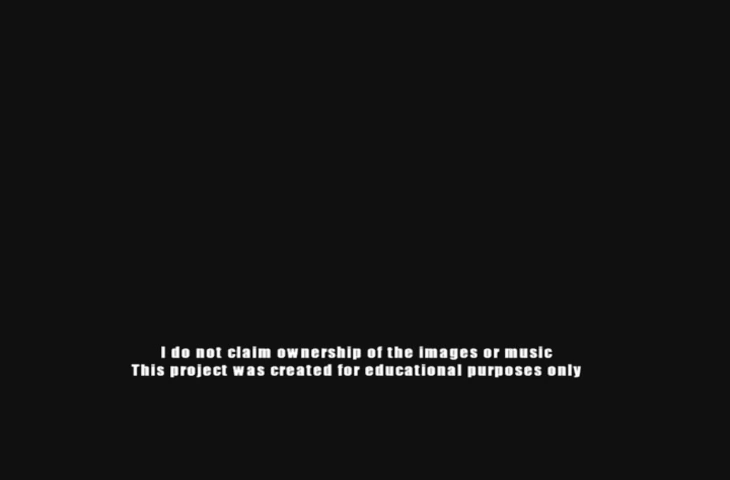 I do not claim ownership of the images or music
This project was created for educational purposes only